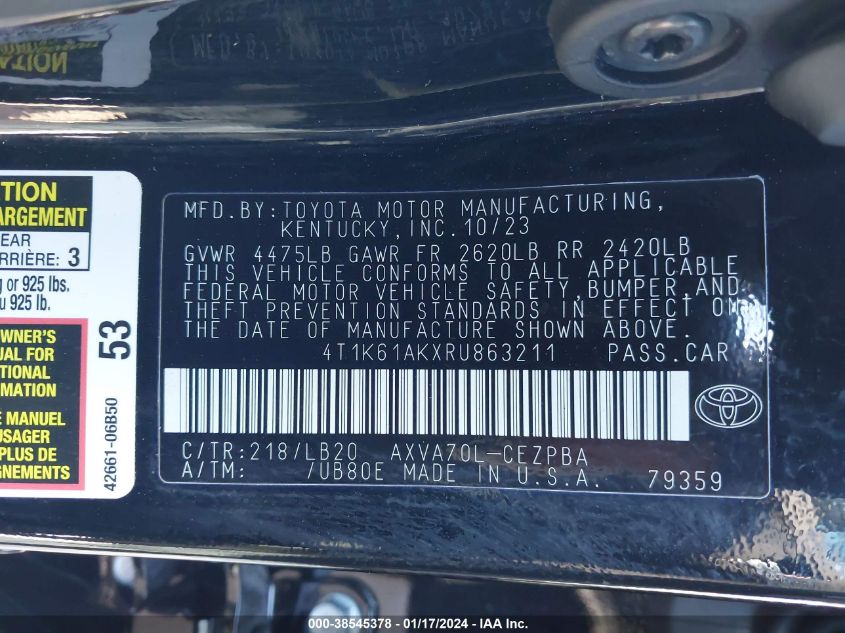 TION
ARGEMENT
EAR
ARRIÈRE: 3
g or 925 lbs.
u 925 lb.
WNER'S
UAL FOR
TIONAL
RMATION
E MANUEL
USAGER
PLUS DE
GNEMENTS
53
42661-06B50
MFD.BY:TOYOTA MOTOR MANUFACTURING,
KENTUCKY,INC.10/23
GVWR 4475LB GAWR FR 2620LB RR 2420LB
THIS VEHICLE CONFORMS TO ALL APPLICABLE
FEDERAL MOTOR VEHICLE SAFETY,BUMPER,AND
THEFT PREVENTION STANDARDS IN EFFECT ON
THE DATE OF MANUFACTURE SHOWN ABOVE.
4T1K61AKXRU863211 PASS.CAR
C/TR:218/LB20 AXVA70L-CEZPBA
A/TM: /UB80E MADE IN U.S.A. 79359
TOYOTA
000-38545378 - 01/17/2024 - IAA Inc.